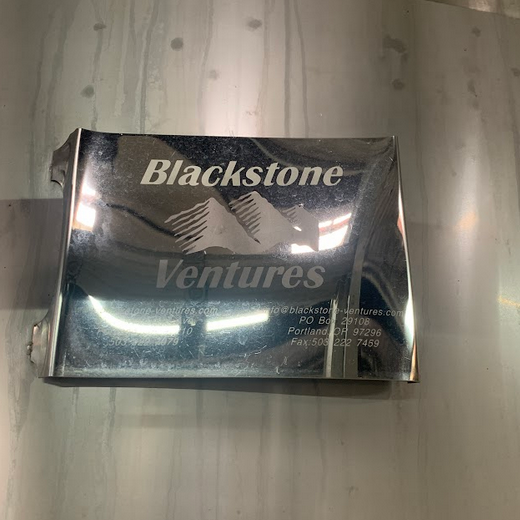 Blackstone
Ventures
info@blackstone-ventures.com
PO Box 29108
Portland, OR 97296
Fax:503 222 7459